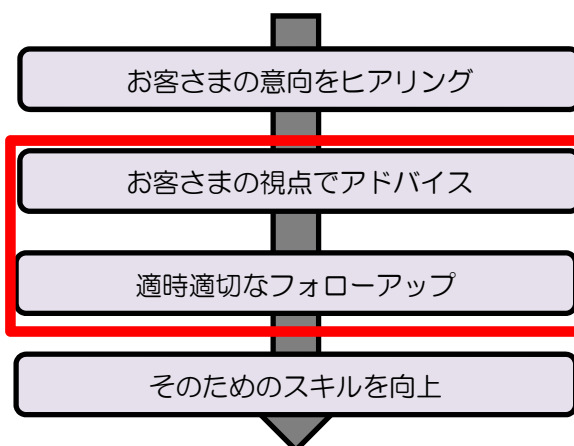 お客さまの意向をヒアリング
お客さまの視点でアドバイス
適時適切なフォローアップ
そのためのスキルを向上